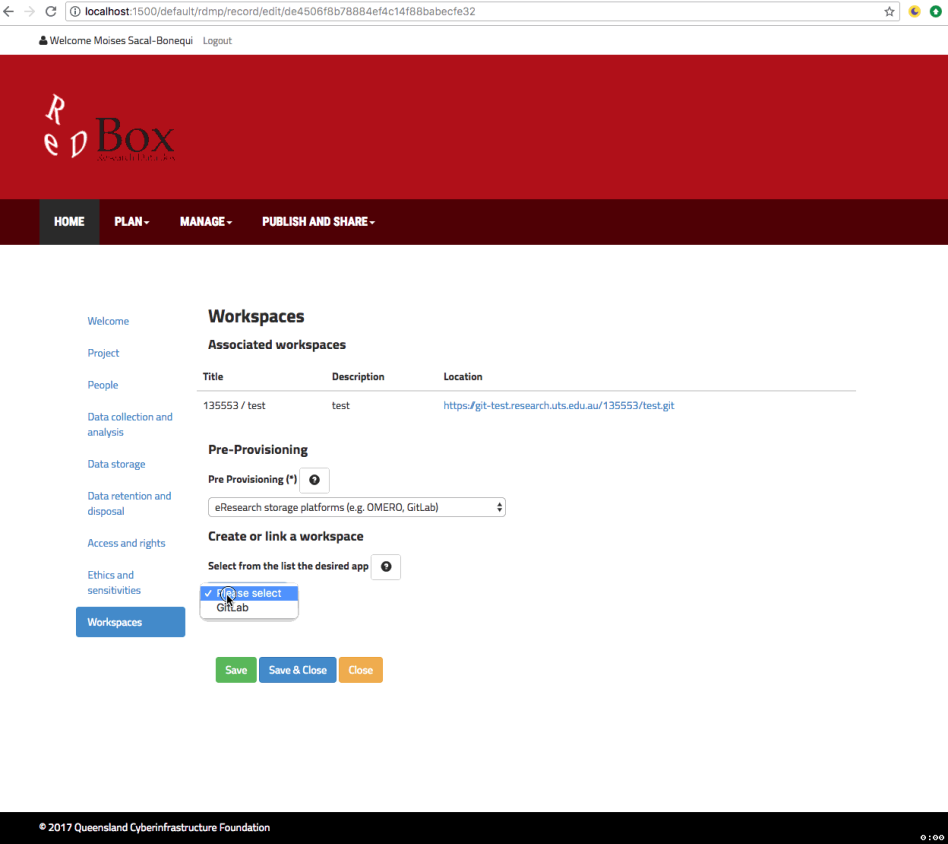 localhost:1500/default/rdmp/record/edit/de4506f8b78884ef4c14f88babecfe32
Welcome Moises Sacal-Bonequi Logout
ReD Box
HOME PLAN MANAGE PUBLISH AND SHARE
Welcome
Project
People
Data collection and
analysis
Data storage
Data retention and
disposal
Access and rights
Ethics and
sensitivities
Workspaces
Workspaces
Associated workspaces
Title Description Location
135553 / test test https://git-test.research.uts.edu.au/135553/test.git
Pre-Provisioning
Pre Provisioning (*) ?
eResearch storage platforms (e.g. OMERO, GitLab)
Create or link a workspace
Select from the list the desired app ?
✓ Please select
GitLab
Save Save & Close Close
© 2017 Queensland Cyberinfrastructure Foundation
0:00